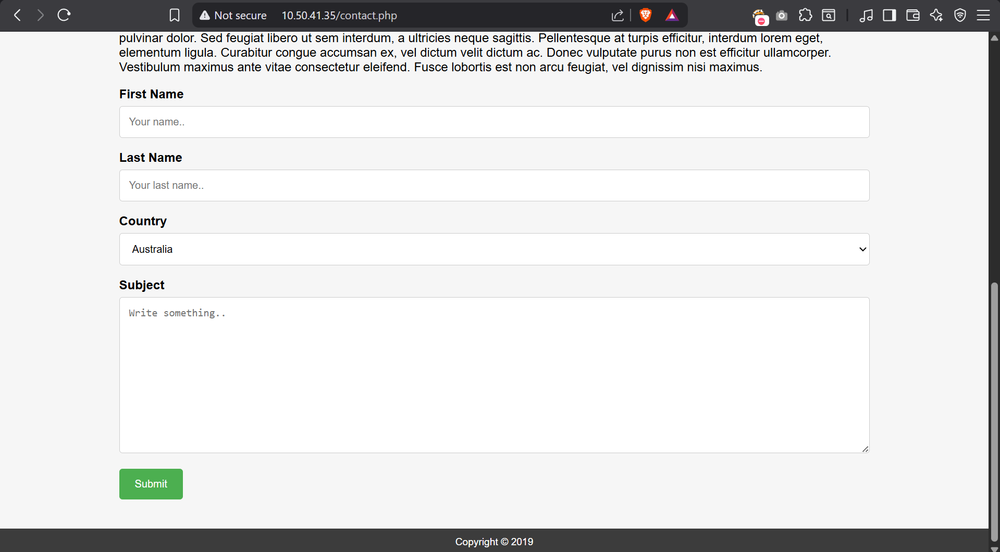 Not secure 10.50.41.35/contact.php
pulvinar dolor. Sed feugiat libero ut sem interdum, a ultricies neque sagittis. Pellentesque at turpis efficitur, interdum lorem eget,
elementum ligula. Curabitur congue accumsan ex, vel dictum velit dictum ac. Donec vulputate purus non est efficitur ullamcorper.
Vestibulum maximus ante vitae consectetur eleifend. Fusce lobortis est non arcu feugiat, vel dignissim nisi maximus.
First Name
Your name..
Last Name
Your last name..
Country
Australia
Subject
Write something..
Submit
Copyright © 2019